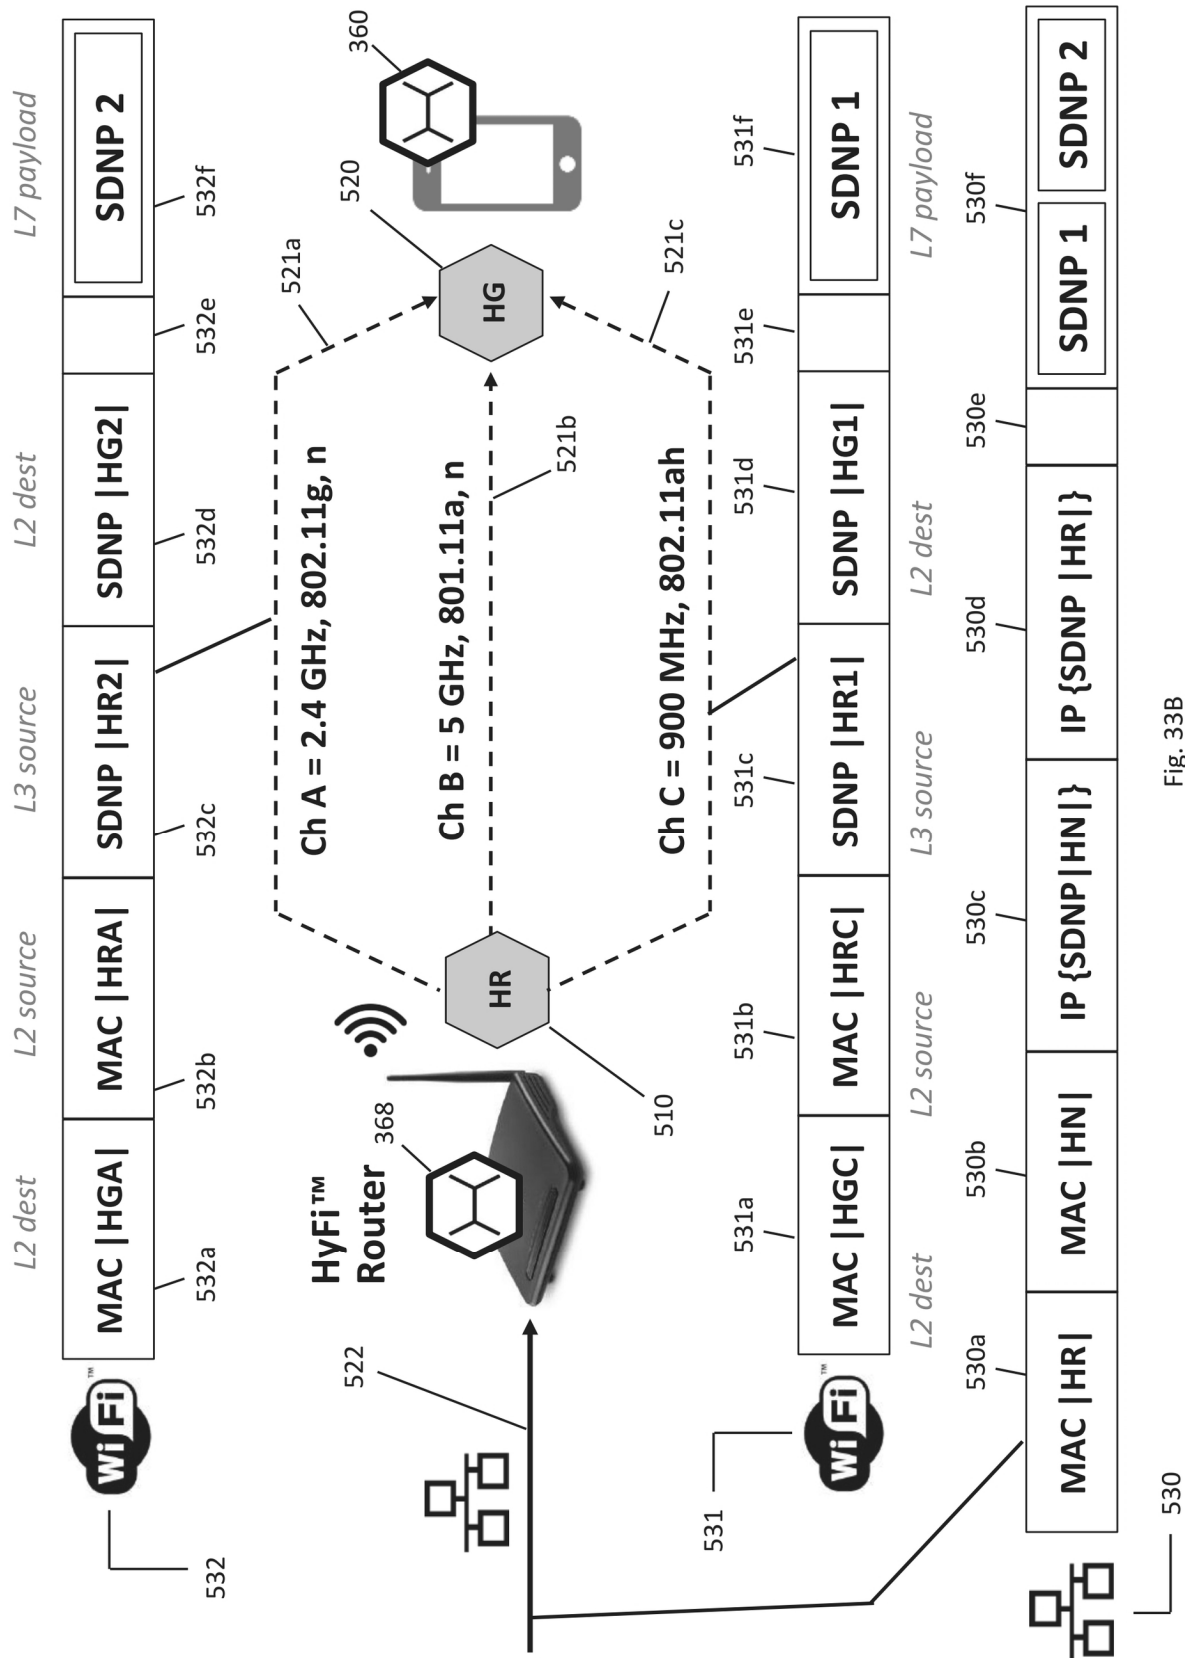 L2 dest
L2 source
L3 source
L2 dest
L7 payload
WiFi™
MAC |HGA|
MAC |HRA|
SDNP |HR2|
SDNP |HG2|
SDNP 2
532
532a
532b
532c
532d
532e
532f
HyFi™
Router
368
HR
510
522
Ch A = 2.4 GHz, 802.11g, n
Ch B = 5 GHz, 801.11a, n
Ch C = 900 MHz, 802.11ah
521a
521b
521c
HG
520
360
531
531a
531b
531c
531d
531e
531f
WiFi™
MAC |HGC|
MAC |HRC|
SDNP |HR1|
SDNP |HG1|
SDNP 1
L2 dest
L2 source
L3 source
L2 dest
L7 payload
530a
530b
530c
530d
530e
530f
MAC |HR|
MAC |HN|
IP {SDNP|HN|}
IP {SDNP |HR|}
SDNP 1
SDNP 2
530
Fig. 33B